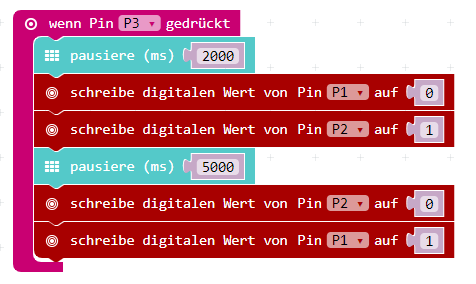 wenn Pin P3 gedrückt
pausiere (ms) 2000
schreibe digitalen Wert von Pin P1 auf 0
schreibe digitalen Wert von Pin P2 auf 1
pausiere (ms) 5000
schreibe digitalen Wert von Pin P2 auf 0
schreibe digitalen Wert von Pin P1 auf 1